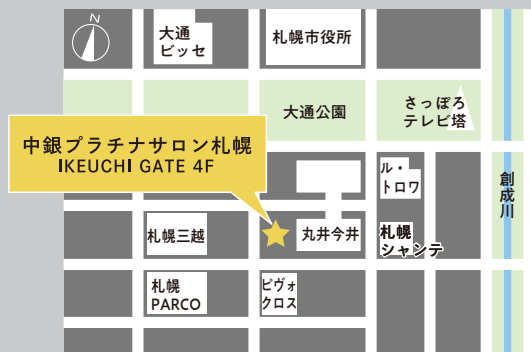 N
大通
ビッセ
札幌市役所
大通公園
さっぽろ
テレビ塔
中銀プラチナサロン札幌
IKEUCHI GATE 4F
ル・
トロワ
創成川
札幌三越
丸井今井
札幌
シャンテ
札幌
PARCO
ピヴォ
クロス